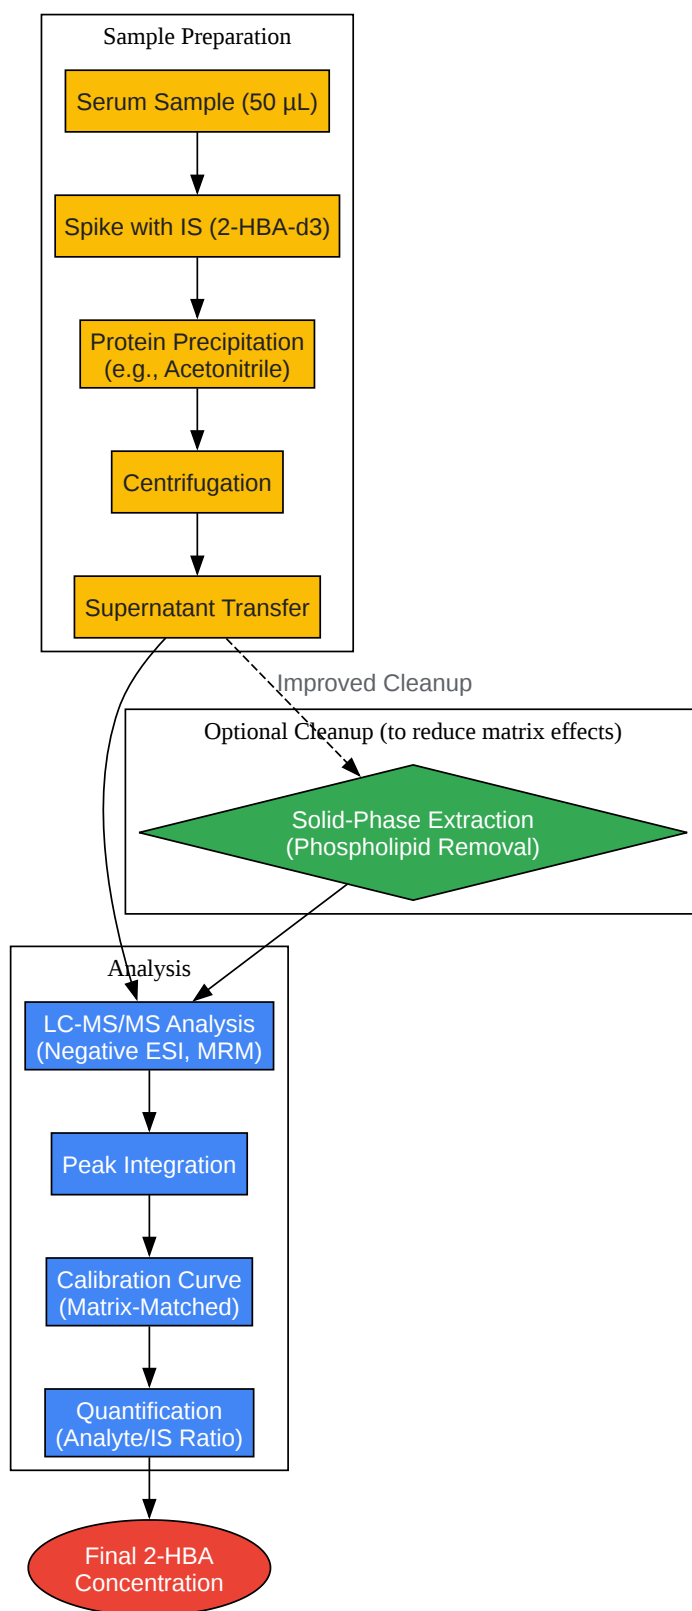 Sample Preparation
Serum Sample (50 µL)
Spike with IS (2-HBA-d3)
Protein Precipitation
(e.g., Acetonitrile)
Centrifugation
Supernatant Transfer
Improved Cleanup
Optional Cleanup (to reduce matrix effects)
Solid-Phase Extraction
(Phospholipid Removal)
Analysis
LC-MS/MS Analysis
(Negative ESI, MRM)
Peak Integration
Calibration Curve
(Matrix-Matched)
Quantification
(Analyte/IS Ratio)
Final 2-HBA
Concentration